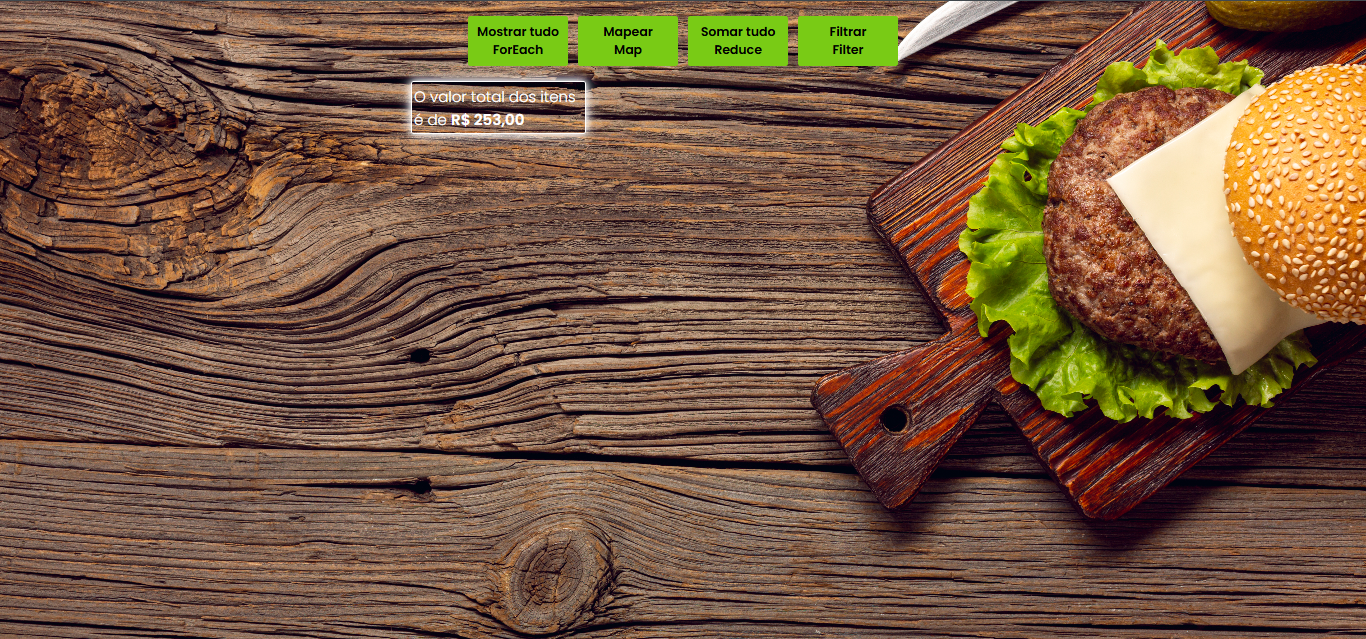 Mostrar tudo
ForEach
Mapear
Map
Somar tudo
Reduce
Filtrar
Filter
O valor total dos itens
é de R$ 253,00